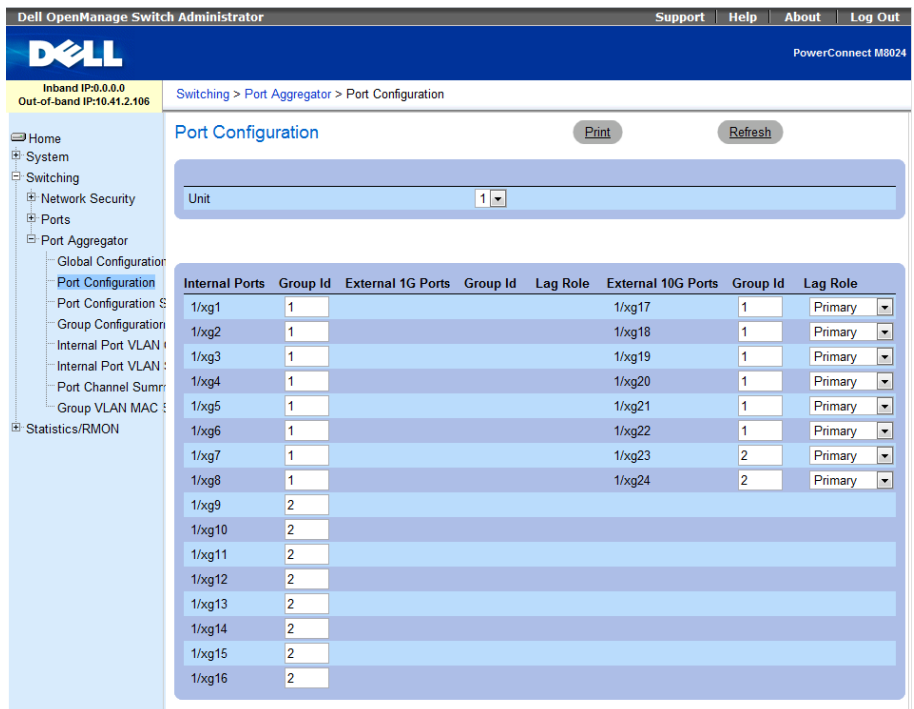 Dell OpenManage Switch Administrator Support Help About Log Out
DELL PowerConnect M8024
Inband IP:0.0.0.0
Out-of-band IP:10.41.2.106
Switching > Port Aggregator > Port Configuration
Home
System
Switching
Network Security
Ports
Port Aggregator
Global Configuration
Port Configuration
Port Configuration S
Group Configuration
Internal Port VLAN
Internal Port VLAN
Port Channel Summ
Group VLAN MAC
Statistics/RMON
Port Configuration Print Refresh
Unit 1
Internal Ports Group Id External 1G Ports Group Id Lag Role External 10G Ports Group Id Lag Role
1/xg1 1 1/xg17 1 Primary
1/xg2 1 1/xg18 1 Primary
1/xg3 1 1/xg19 1 Primary
1/xg4 1 1/xg20 1 Primary
1/xg5 1 1/xg21 1 Primary
1/xg6 1 1/xg22 1 Primary
1/xg7 1 1/xg23 2 Primary
1/xg8 1 1/xg24 2 Primary
1/xg9 2
1/xg10 2
1/xg11 2
1/xg12 2
1/xg13 2
1/xg14 2
1/xg15 2
1/xg16 2